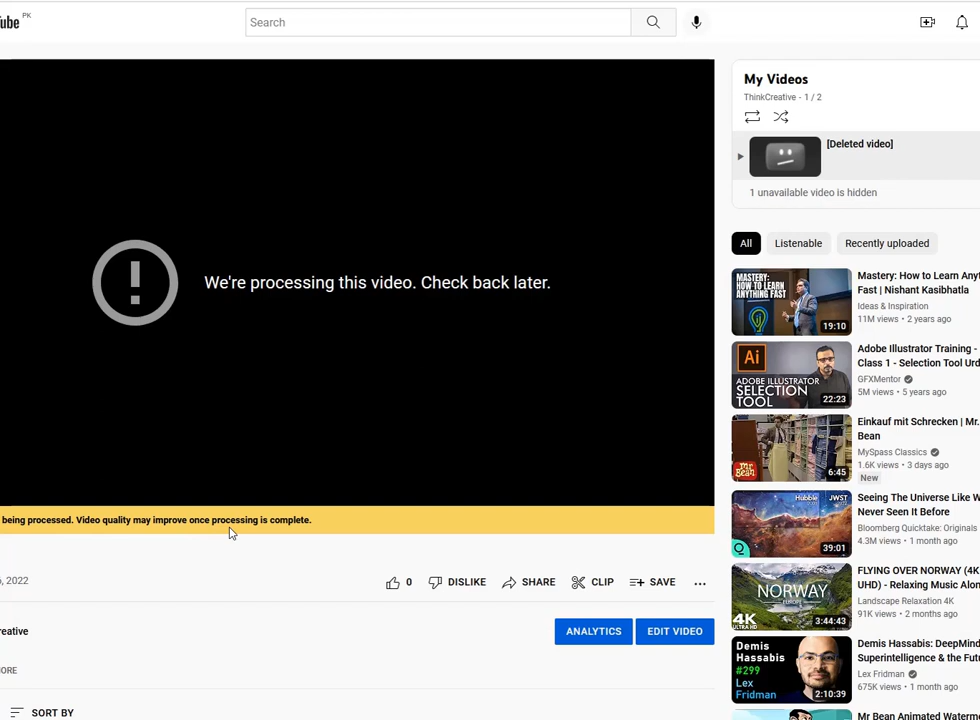 ube PK
Search
My Videos
ThinkCreative - 1 / 2
[Deleted video]
1 unavailable video is hidden
We're processing this video. Check back later.
being processed. Video quality may improve once processing is complete.
, 2022
0 DISLIKE SHARE CLIP SAVE ...
reative
ANALYTICS EDIT VIDEO
ORE
SORT BY
All Listenable Recently uploaded
MASTERY:
HOW TO LEARN
ANYTHING
FAST
19:10
Mastery: How to Learn Anyt
Fast | Nishant Kasibhatla
Ideas & Inspiration
11M views • 2 years ago
Ai
ADOBE ILLUSTRATOR
SELECTION
TOOL
22:23
Adobe Illustrator Training -
Class 1 - Selection Tool Urd
GFXMentor
5M views • 5 years ago
MR. BEAN
6:45
Einkauf mit Schrecken | Mr.
Bean
MySpass Classics
1.6K views • 3 days ago
New
Hubble JWST
39:01
Seeing The Universe Like W
Never Seen It Before
Bloomberg Quicktake: Originals
4.3M views • 1 month ago
NORWAY
4K
ULTRA HD
3:44:43
FLYING OVER NORWAY (4K
UHD) - Relaxing Music Alon
Landscape Relaxation 4K
91K views • 2 months ago
Demis
Hassabis
#299
Lex
Fridman
2:10:39
Demis Hassabis: DeepMind
Superintelligence & the Futu
Lex Fridman
675K views • 1 month ago
Mr Bean Animated Waterm